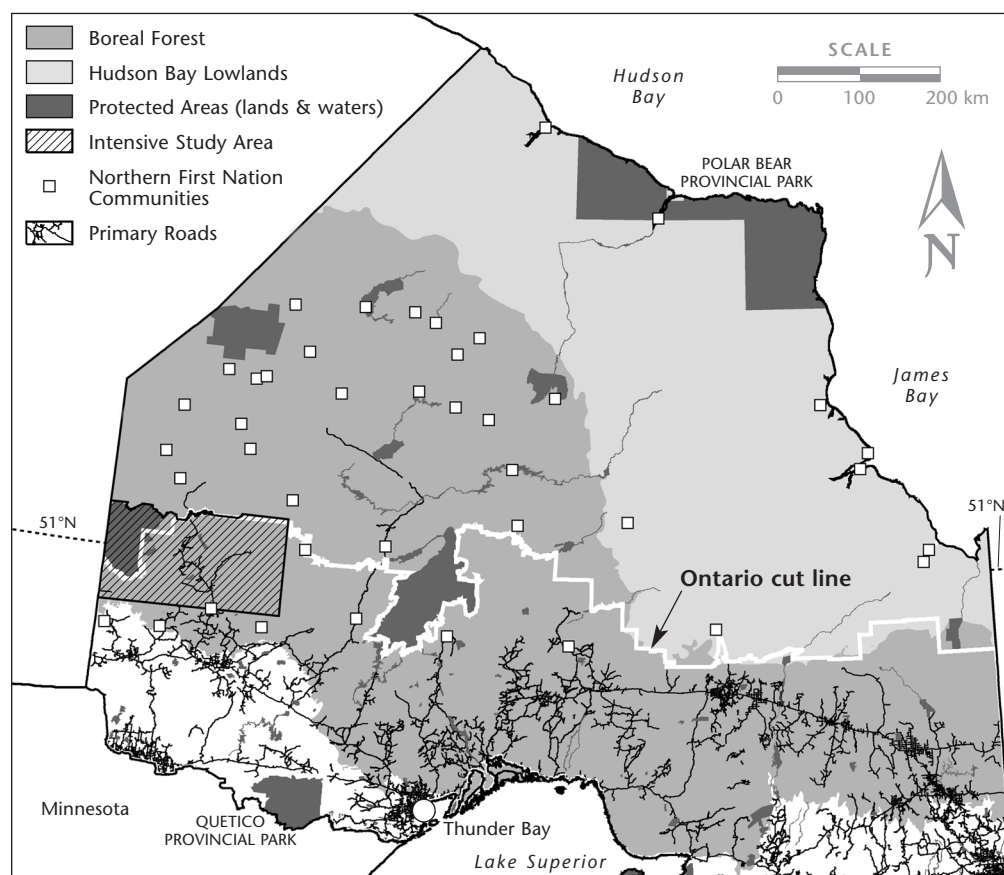 Boreal Forest
Hudson Bay Lowlands
Protected Areas (lands & waters)
Intensive Study Area
Northern First Nation
Communities
Primary Roads
SCALE
0 100 200 km
Hudson
Bay
POLAR BEAR
PROVINCIAL PARK
N
James
Bay
51°N
51°N
Ontario cut line
Minnesota
QUETICO
PROVINCIAL PARK
Thunder Bay
Lake Superior